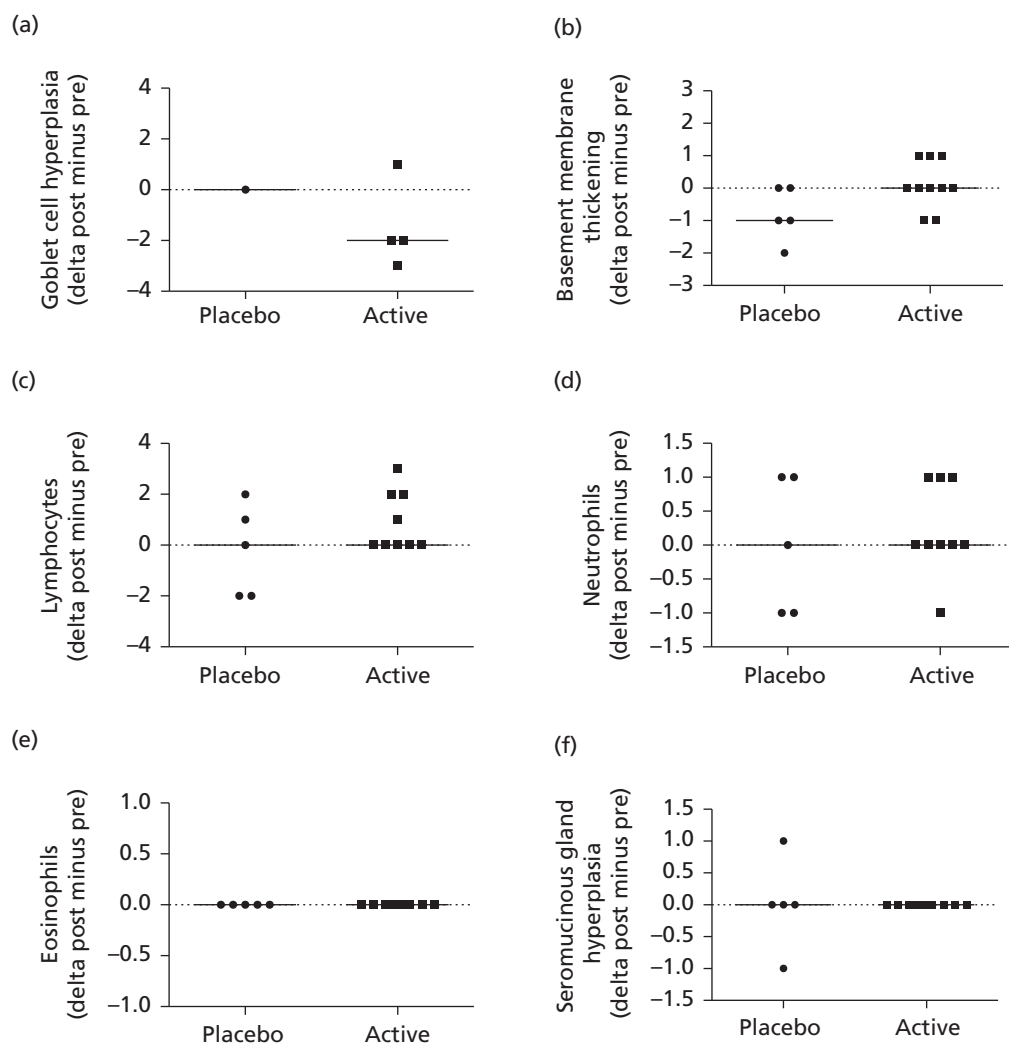 (a)
Goblet cell hyperplasia
(delta post minus pre)
4
2
0
–2
–4
Placebo
Active
(b)
Basement membrane
thickening
(delta post minus pre)
3
2
1
0
–1
–2
–3
Placebo
Active
(c)
Lymphocytes
(delta post minus pre)
4
2
0
–2
–4
Placebo
Active
(d)
Neutrophils
(delta post minus pre)
1.5
1.0
0.5
0.0
–0.5
–1.0
–1.5
Placebo
Active
(e)
Eosinophils
(delta post minus pre)
1.0
0.5
0.0
–0.5
–1.0
Placebo
Active
(f)
Seromucinous gland
hyperplasia
(delta post minus pre)
1.5
1.0
0.5
0.0
–0.5
–1.0
–1.5
Placebo
Active